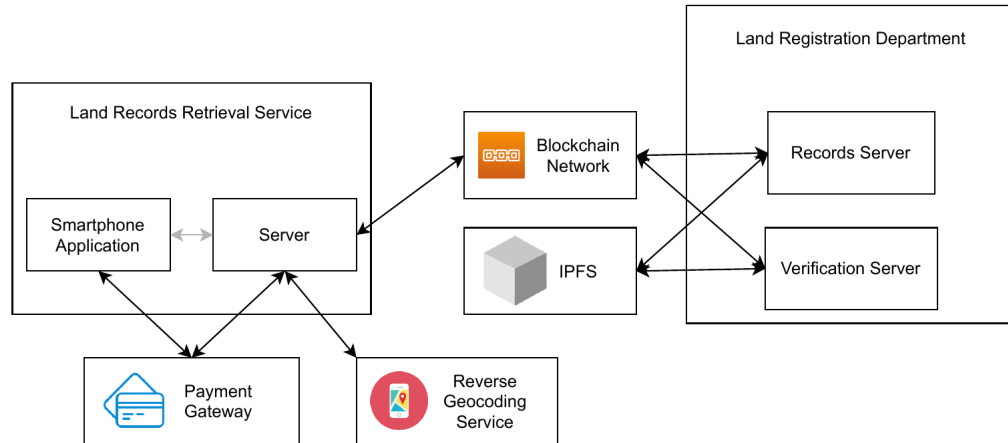 Land Registration Department
Land Records Retrieval Service
Blockchain
Network
Records Server
Smartphone
Application
Server
IPFS
Verification Server
Payment
Gateway
Reverse
Geocoding
Service